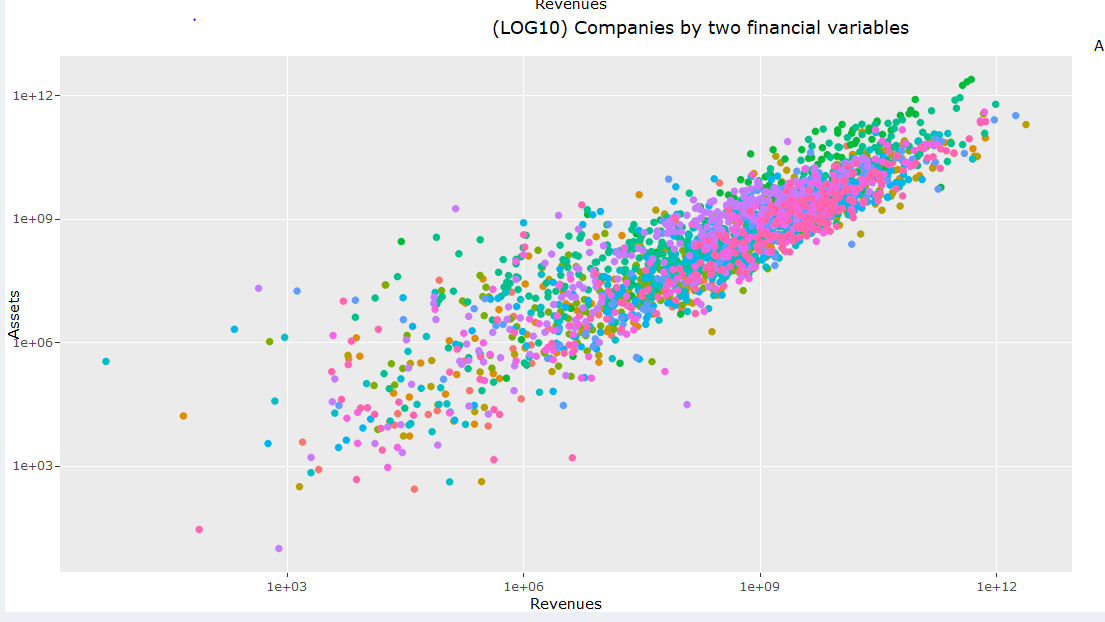 Revenues
(LOG10) Companies by two financial variables
A
1e+12
1e+09
Assets
1e+06
1e+03
1e+03
1e+06
1e+09
1e+12
Revenues